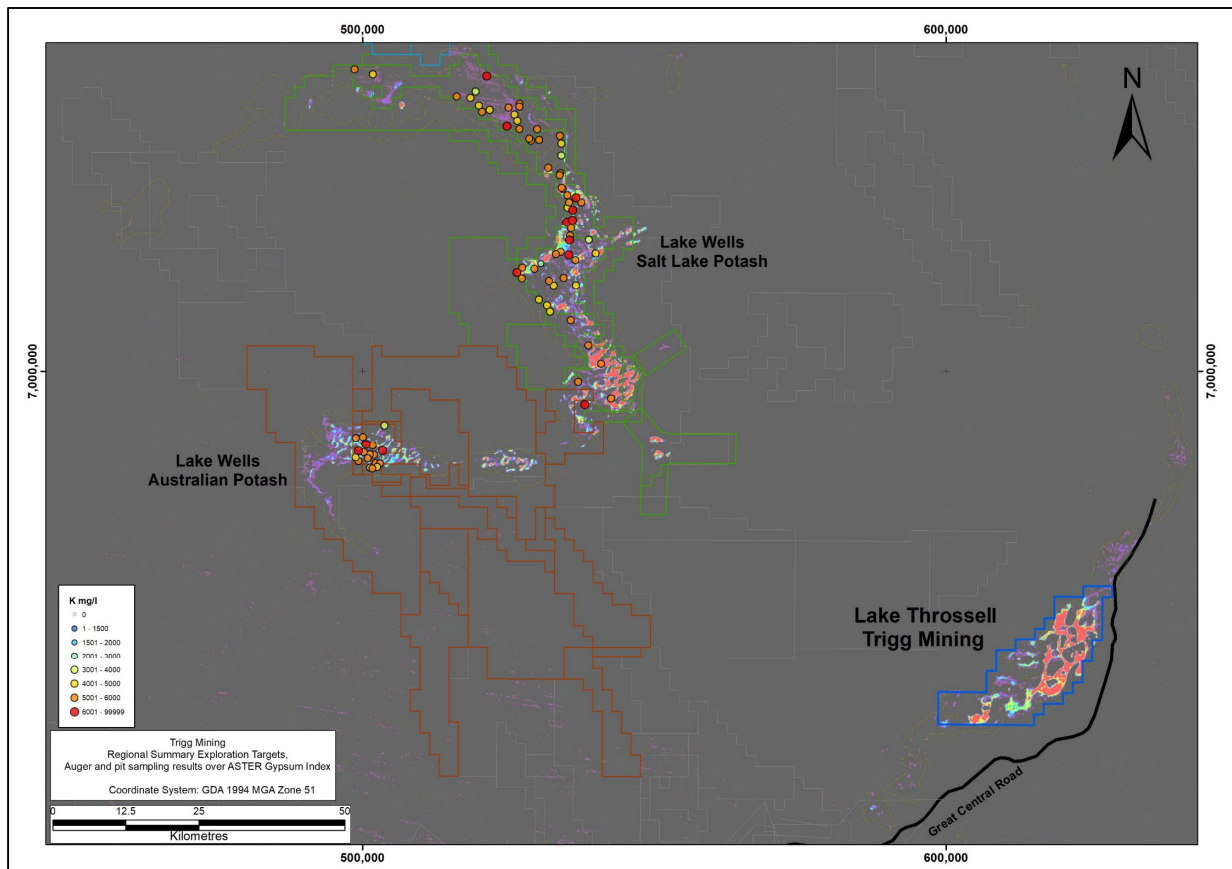 500,000
600,000
N
Lake Wells
Salt Lake Potash
7,000,000
7,000,000
Lake Wells
Australian Potash
Lake Throssell
Trigg Mining
Great Central Road
K mg/l
0
1 - 1500
1501 - 2000
2001 - 3000
3001 - 4000
4001 - 5000
5001 - 6000
6001 - 99999
Trigg Mining
Regional Summary Exploration Targets,
Auger and pit sampling results over ASTER Gypsum Index
Coordinate System: GDA 1994 MGA Zone 51
0 12.5 25 50
Kilometres
500,000
600,000